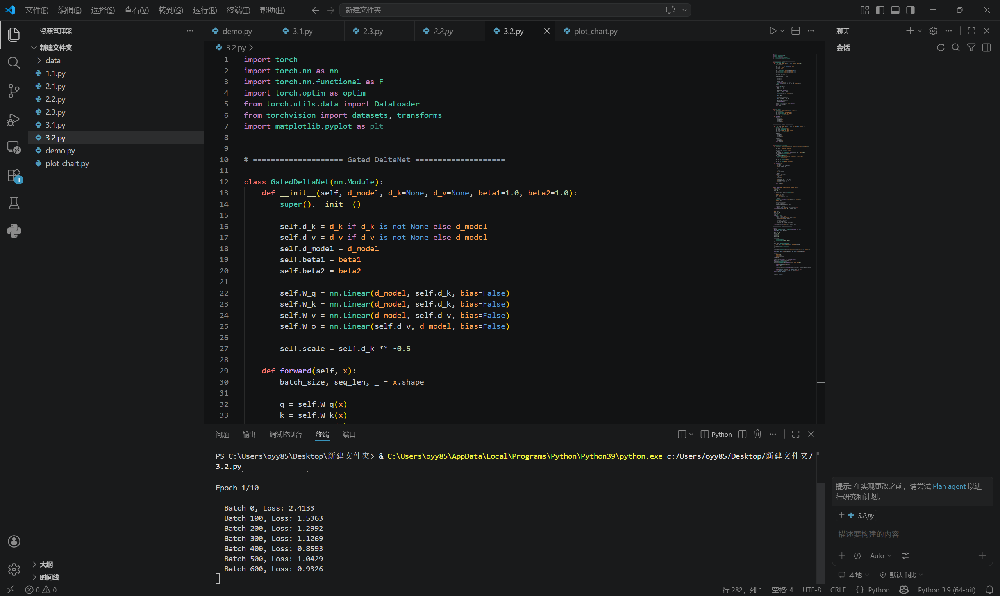 文件(F) 编辑(E) 选择(S) 查看(V) 转到(G) 运行(R) 终端(T) 帮助(H) 新建文件夹
资源管理器
新建文件夹
data
1.1.py
2.1.py
2.2.py
2.3.py
3.1.py
3.2.py
demo.py
plot_chart.py
大纲
时间线
1
demo.py 3.1.py 2.3.py 2.2.py 3.2.py plot_chart.py
3.2.py > ...
1 import torch
2 import torch.nn as nn
3 import torch.nn.functional as F
4 import torch.optim as optim
5 from torch.utils.data import DataLoader
6 from torchvision import datasets, transforms
7 import matplotlib.pyplot as plt
8
9
10 # ==================== Gated DeltaNet ====================
11
12 class GatedDeltaNet(nn.Module):
13     def __init__(self, d_model, d_k=None, d_v=None, beta1=1.0, beta2=1.0):
14         super().__init__()
15
16         self.d_k = d_k if d_k is not None else d_model
17         self.d_v = d_v if d_v is not None else d_model
18         self.d_model = d_model
19         self.beta1 = beta1
20         self.beta2 = beta2
21
22         self.W_q = nn.Linear(d_model, self.d_k, bias=False)
23         self.W_k = nn.Linear(d_model, self.d_k, bias=False)
24         self.W_v = nn.Linear(d_model, self.d_v, bias=False)
25         self.W_o = nn.Linear(self.d_v, d_model, bias=False)
26
27         self.scale = self.d_k ** -0.5
28
29     def forward(self, x):
30         batch_size, seq_len, _ = x.shape
31
32         q = self.W_q(x)
33         k = self.W_k(x)
问题 输出 调试控制台 终端 端口
Python
PS C:\Users\oyy85\Desktop\新建文件夹> & C:\Users\oyy85\AppData\Local\Programs\Python\Python39\python.exe c:/Users/oyy85/Desktop/新建文件夹/
3.2.py
Epoch 1/10
----------------------------------------
  Batch 0, Loss: 2.4133
  Batch 100, Loss: 1.5363
  Batch 200, Loss: 1.2992
  Batch 300, Loss: 1.1269
  Batch 400, Loss: 0.8593
  Batch 500, Loss: 1.0429
  Batch 600, Loss: 0.9326
聊天
会话
提示: 在实现更改之前，请尝试 Plan agent 以进
行研究和计划。
3.2.py
描述要构建的内容
Auto
本地 默认审批
0 0 行 282，列 1 空格: 4 UTF-8 CRLF {} Python Python 3.9 (64-bit)